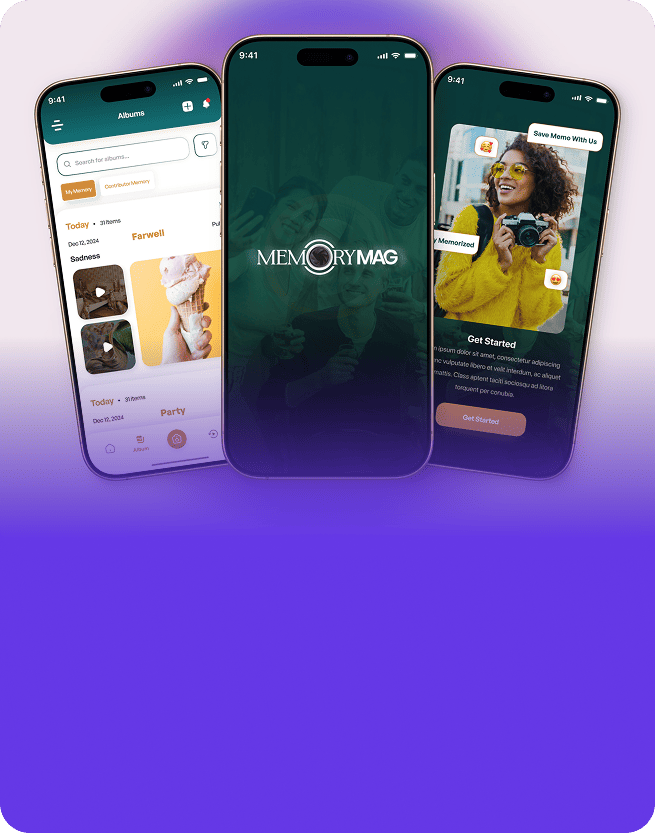 9:41
Albums
Search for albums...
My Memory
Contributor Memory
Today • 31 Items
Dec 12, 2024
Farwell
Sadness
Today • 31 Items
Dec 12, 2024
Party
Album
9:41
MEMORYMAG
9:41
Save Memo With Us
Memorized
Get Started
ipsum dolor sit amet, consectetur adipiscing
vulputate libero et velit interdum, ac aliquet
mattis. Class aptent taciti sociosqu ad litora
torquent per conubia.
Get Started